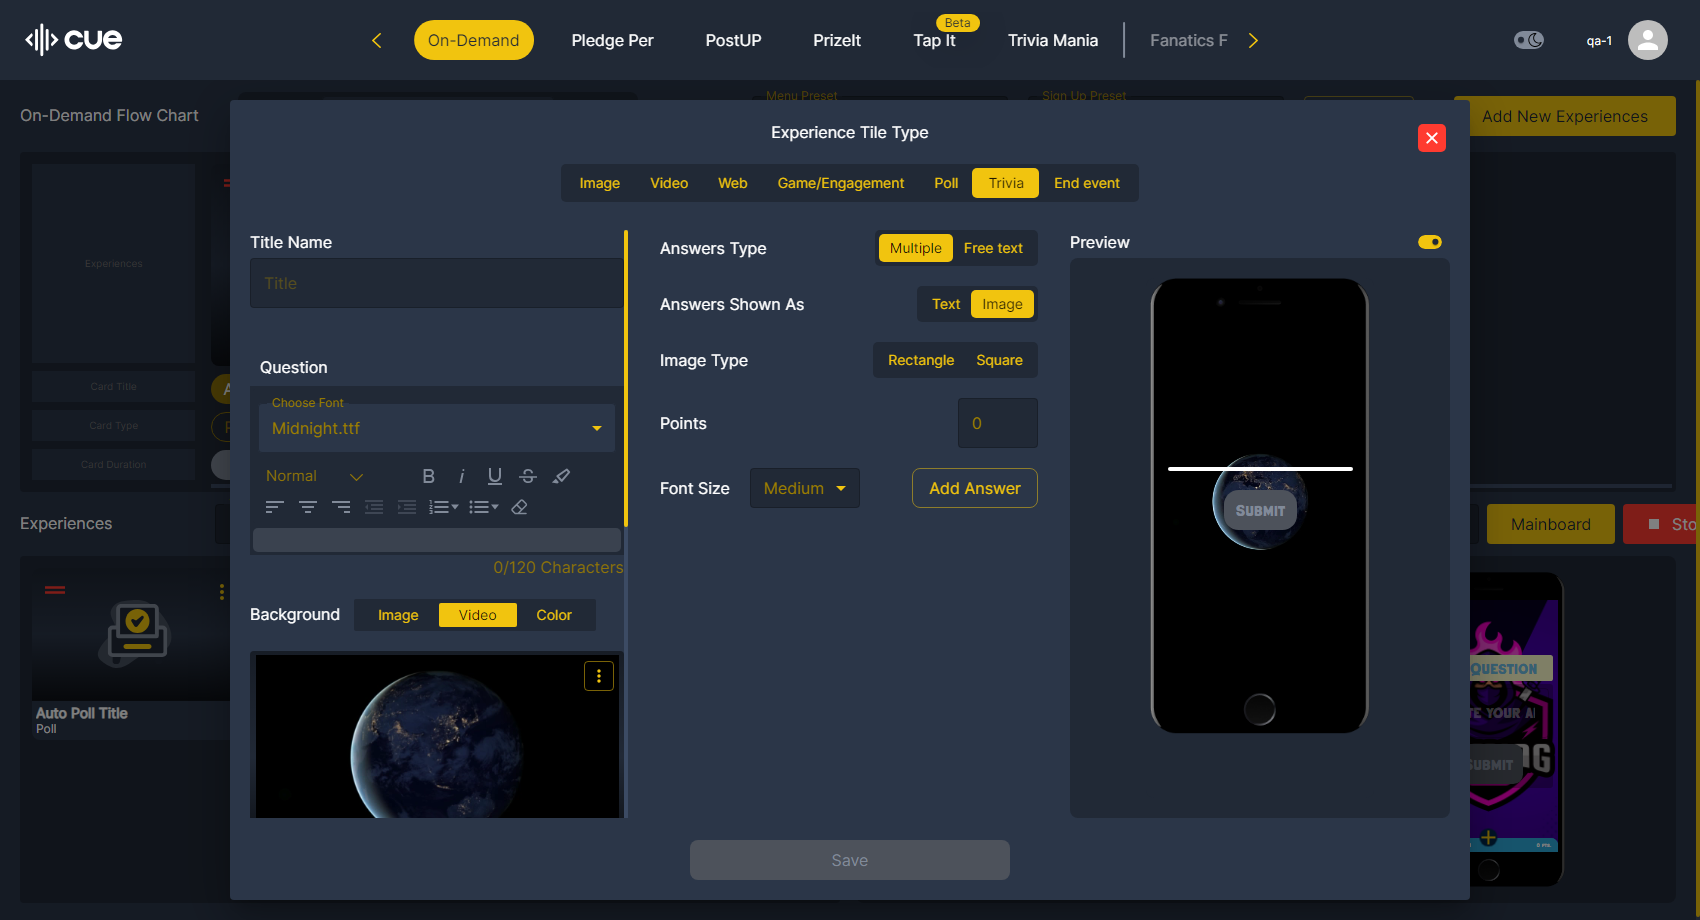 cue
On-Demand
Pledge Per
PostUP
PrizeIt
Beta
Tap It
Trivia Mania
Fanatics F
qa-1
On-Demand Flow Chart
Menu Preset
Sign Up Preset
Add New Experiences
Experiences
Card Title
Card Type
Card Duration
Experience Tile Type
Image
Video
Web
Game/Engagement
Poll
Trivia
End event
Title Name
Title
Question
Choose Font
Midnight.ttf
Normal
B
i
U
S
0/120 Characters
Background
Image
Video
Color
Answers Type
Multiple
Free text
Answers Shown As
Text
Image
Image Type
Rectangle
Square
Points
0
Font Size
Medium
Add Answer
Preview
SUBMIT
Save
Experiences
Auto Poll Title
Poll
Mainboard
Sto
QUESTION
TE YOUR A
NG
SUBMIT
0 PTS.